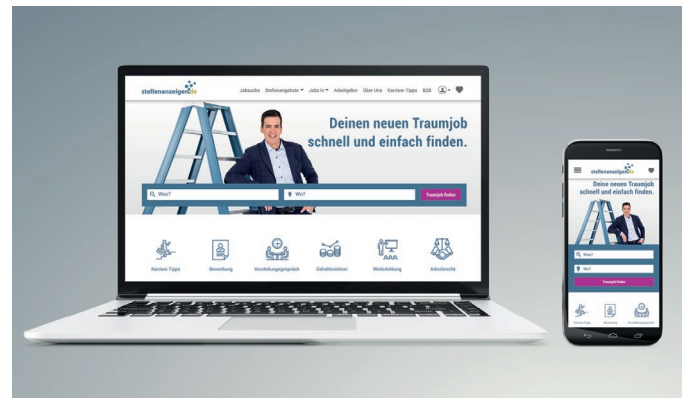 stellenanzeigen.de
Jobsuche Stellenangebote Jobs in Arbeitgeber Über Uns Karriere-Tipps B2B
Deinen neuen Traumjob
schnell und einfach finden.
Was? Wo? Traumjob finden
Karriere Tipps Bewerbung Vorstellungsgespräch Gehaltsrechner Weiterbildung Arbeitsrecht
stellenanzeigen.de
Deine neuen Traumjob
schnell und einfach finden.
Was?
Wo?
Traumjob finden
Karriere-Tipps Bewerbung Vorstellungsgespräch